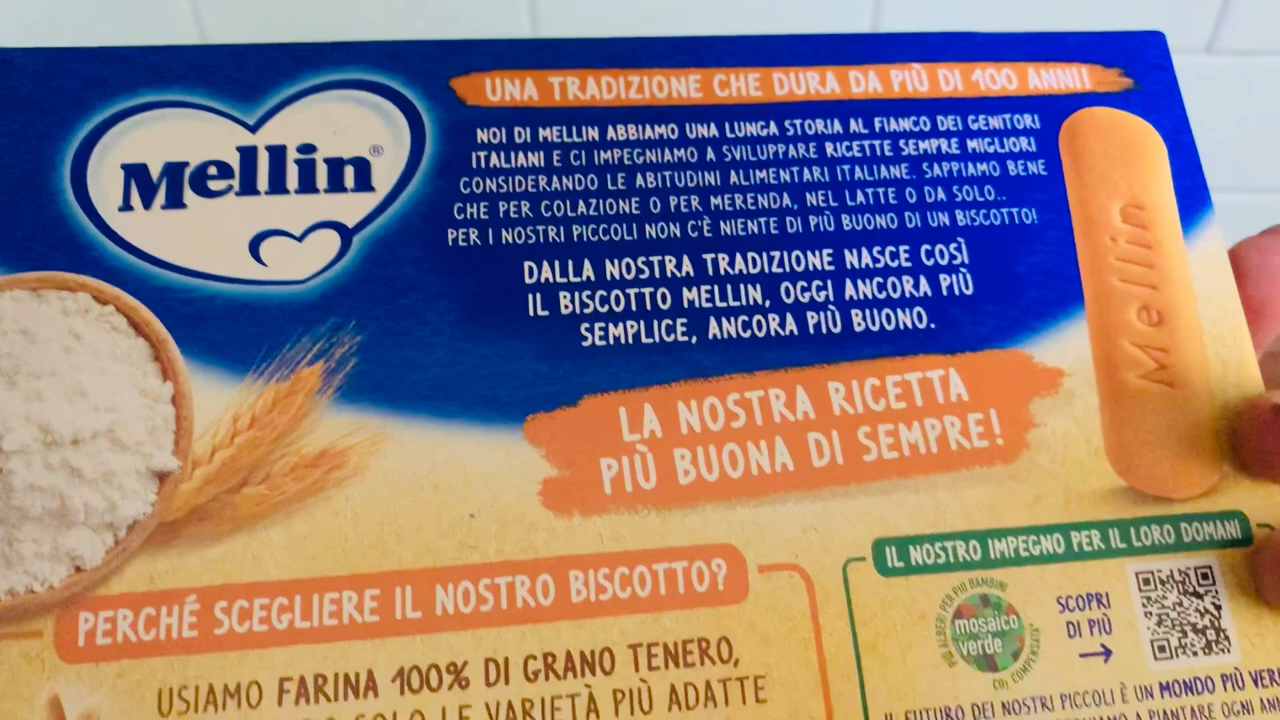 Mellin®
UNA TRADIZIONE CHE DURA DA PIÙ DI 100 ANNI!
NOI DI MELLIN ABBIAMO UNA LUNGA STORIA AL FIANCO DEI GENITORI
ITALIANI E CI IMPEGNIAMO A SVILUPPARE RICETTE SEMPRE MIGLIORI
CONSIDERANDO LE ABITUDINI ALIMENTARI ITALIANE. SAPPIAMO BENE
CHE PER COLAZIONE O PER MERENDA, NEL LATTE O DA SOLO..
PER I NOSTRI PICCOLI NON C'È NIENTE DI PIÙ BUONO DI UN BISCOTTO!
DALLA NOSTRA TRADIZIONE NASCE COSÌ
IL BISCOTTO MELLIN, OGGI ANCORA PIÙ
SEMPLICE, ANCORA PIÙ BUONO.
Mellin
LA NOSTRA RICETTA
PIÙ BUONA DI SEMPRE!
PERCHÉ SCEGLIERE IL NOSTRO BISCOTTO?
USIAMO FARINA 100% DI GRANO TENERO,
SOLO LE VARIETÀ PIÙ ADATTE
IL NOSTRO IMPEGNO PER IL LORO DOMANI
PIÙ ALBERI PER PIÙ BAMBINI
mosaico
verde
CO₂ COMPENSATA*
SCOPRI
DI PIÙ
IL FUTURO DEI NOSTRI PICCOLI È UN MONDO PIÙ
A PIANTARE OGNI